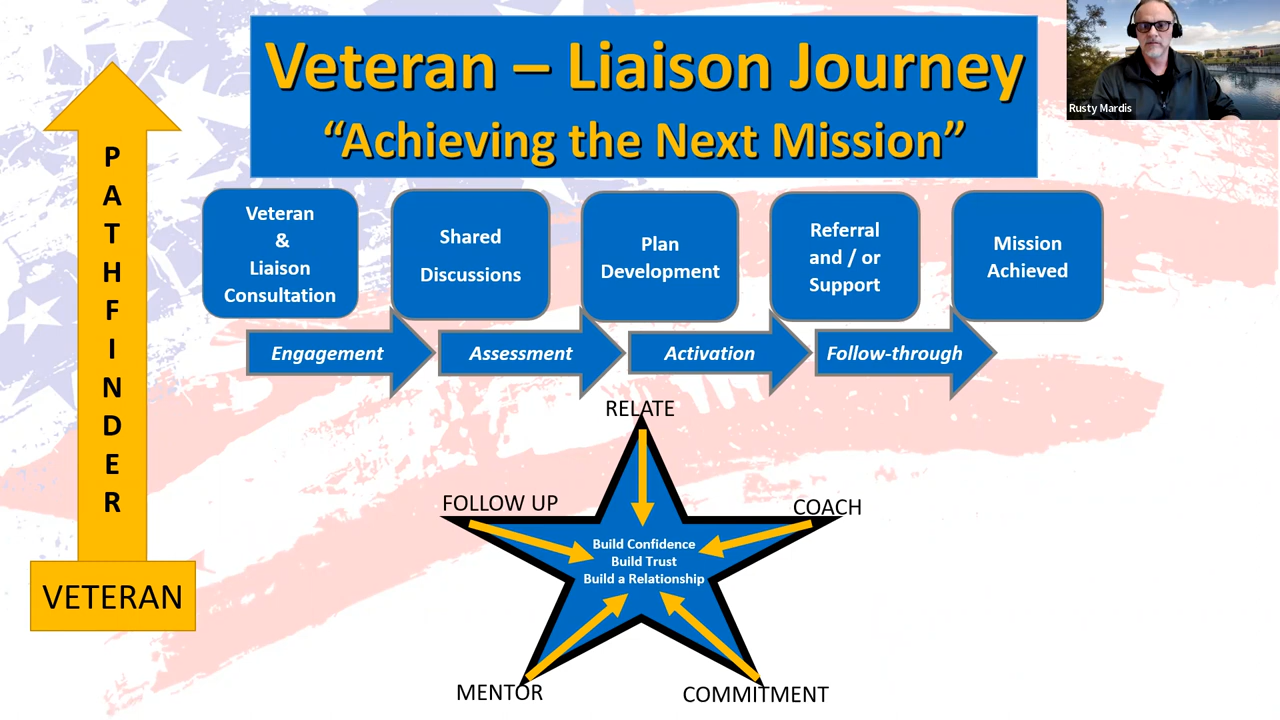 Veteran – Liaison Journey
“Achieving the Next Mission”
Rusty Mardis
P
A
T
H
F
I
N
D
E
R
VETERAN
Veteran
&
Liaison
Consultation
Shared
Discussions
Plan
Development
Referral
and / or
Support
Mission
Achieved
Engagement
Assessment
Activation
Follow-through
RELATE
FOLLOW UP
COACH
Build Confidence
Build Trust
Build a Relationship
MENTOR
COMMITMENT